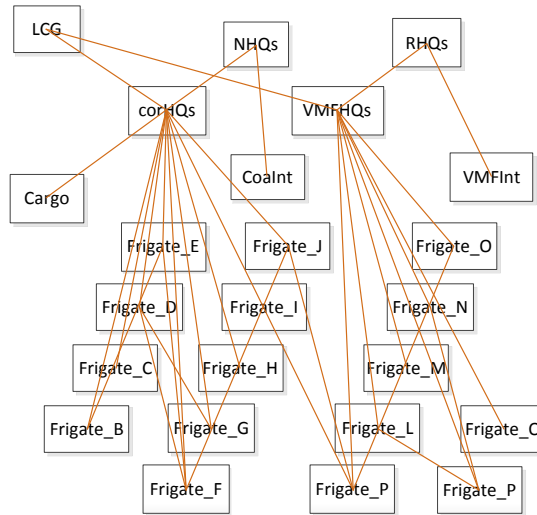 LCG
NHQs
RHQs
corHQs
VMFHQs
Cargo
CoaInt
VMFInt
Frigate_E
Frigate_J
Frigate_O
Frigate_D
Frigate_I
Frigate_N
Frigate_C
Frigate_H
Frigate_M
Frigate_B
Frigate_G
Frigate_L
Frigate_O
Frigate_F
Frigate_P
Frigate_P